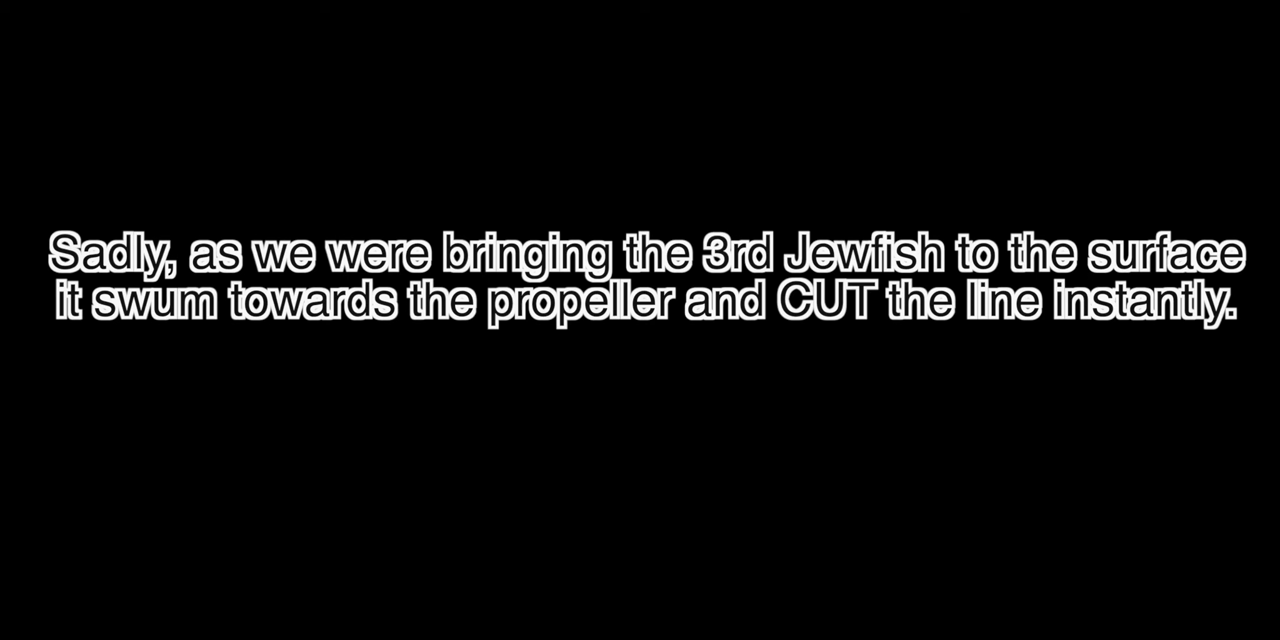 Sadly, as we were bringing the 3rd Jewfish to the surface
it swum towards the propeller and CUT the line instantly.